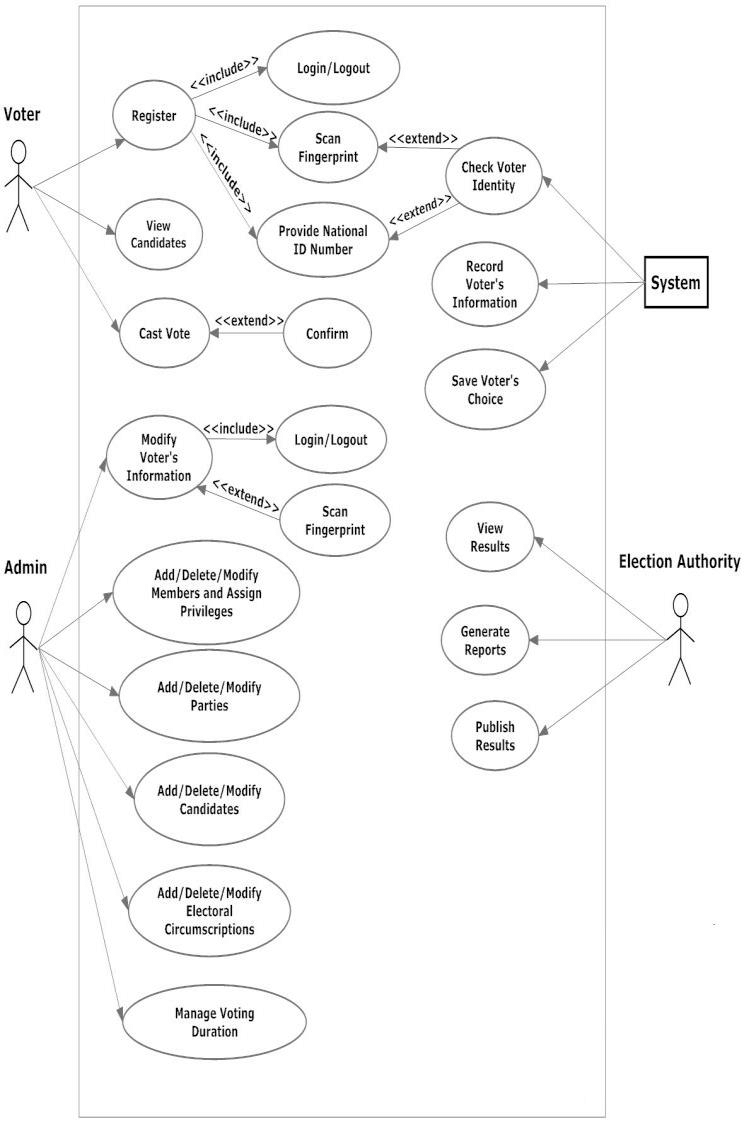 Voter
Register
<<include>>
Login/Logout
<<include>>
Scan
Fingerprint
<<include>>
Provide National
ID Number
<<extend>>
<<extend>>
Check Voter
Identity
View
Candidates
Record
Voter's
Information
System
Cast Vote
<<extend>>
Confirm
Save Voter's
Choice
Admin
Modify
Voter's
Information
<<include>>
Login/Logout
<<extend>>
Scan
Fingerprint
Add/Delete/Modify
Members and Assign
Privileges
Add/Delete/Modify
Parties
Add/Delete/Modify
Candidates
Add/Delete/Modify
Electoral
Circumscriptions
Manage Voting
Duration
Election Authority
View
Results
Generate
Reports
Publish
Results